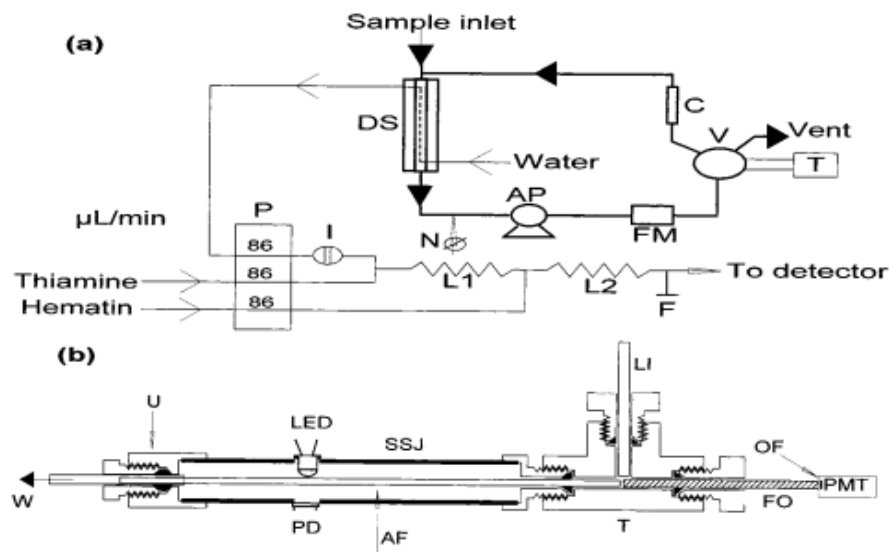 Sample inlet
(a)
C
DS
V
Vent
T
Water
AP
µL/min
P
I
N
FM
86
Thiamine
86
L1
L2
To detector
Hematin
86
F
(b)
LI
U
LED
SSJ
OF
W
PMT
FO
PD
AF
T